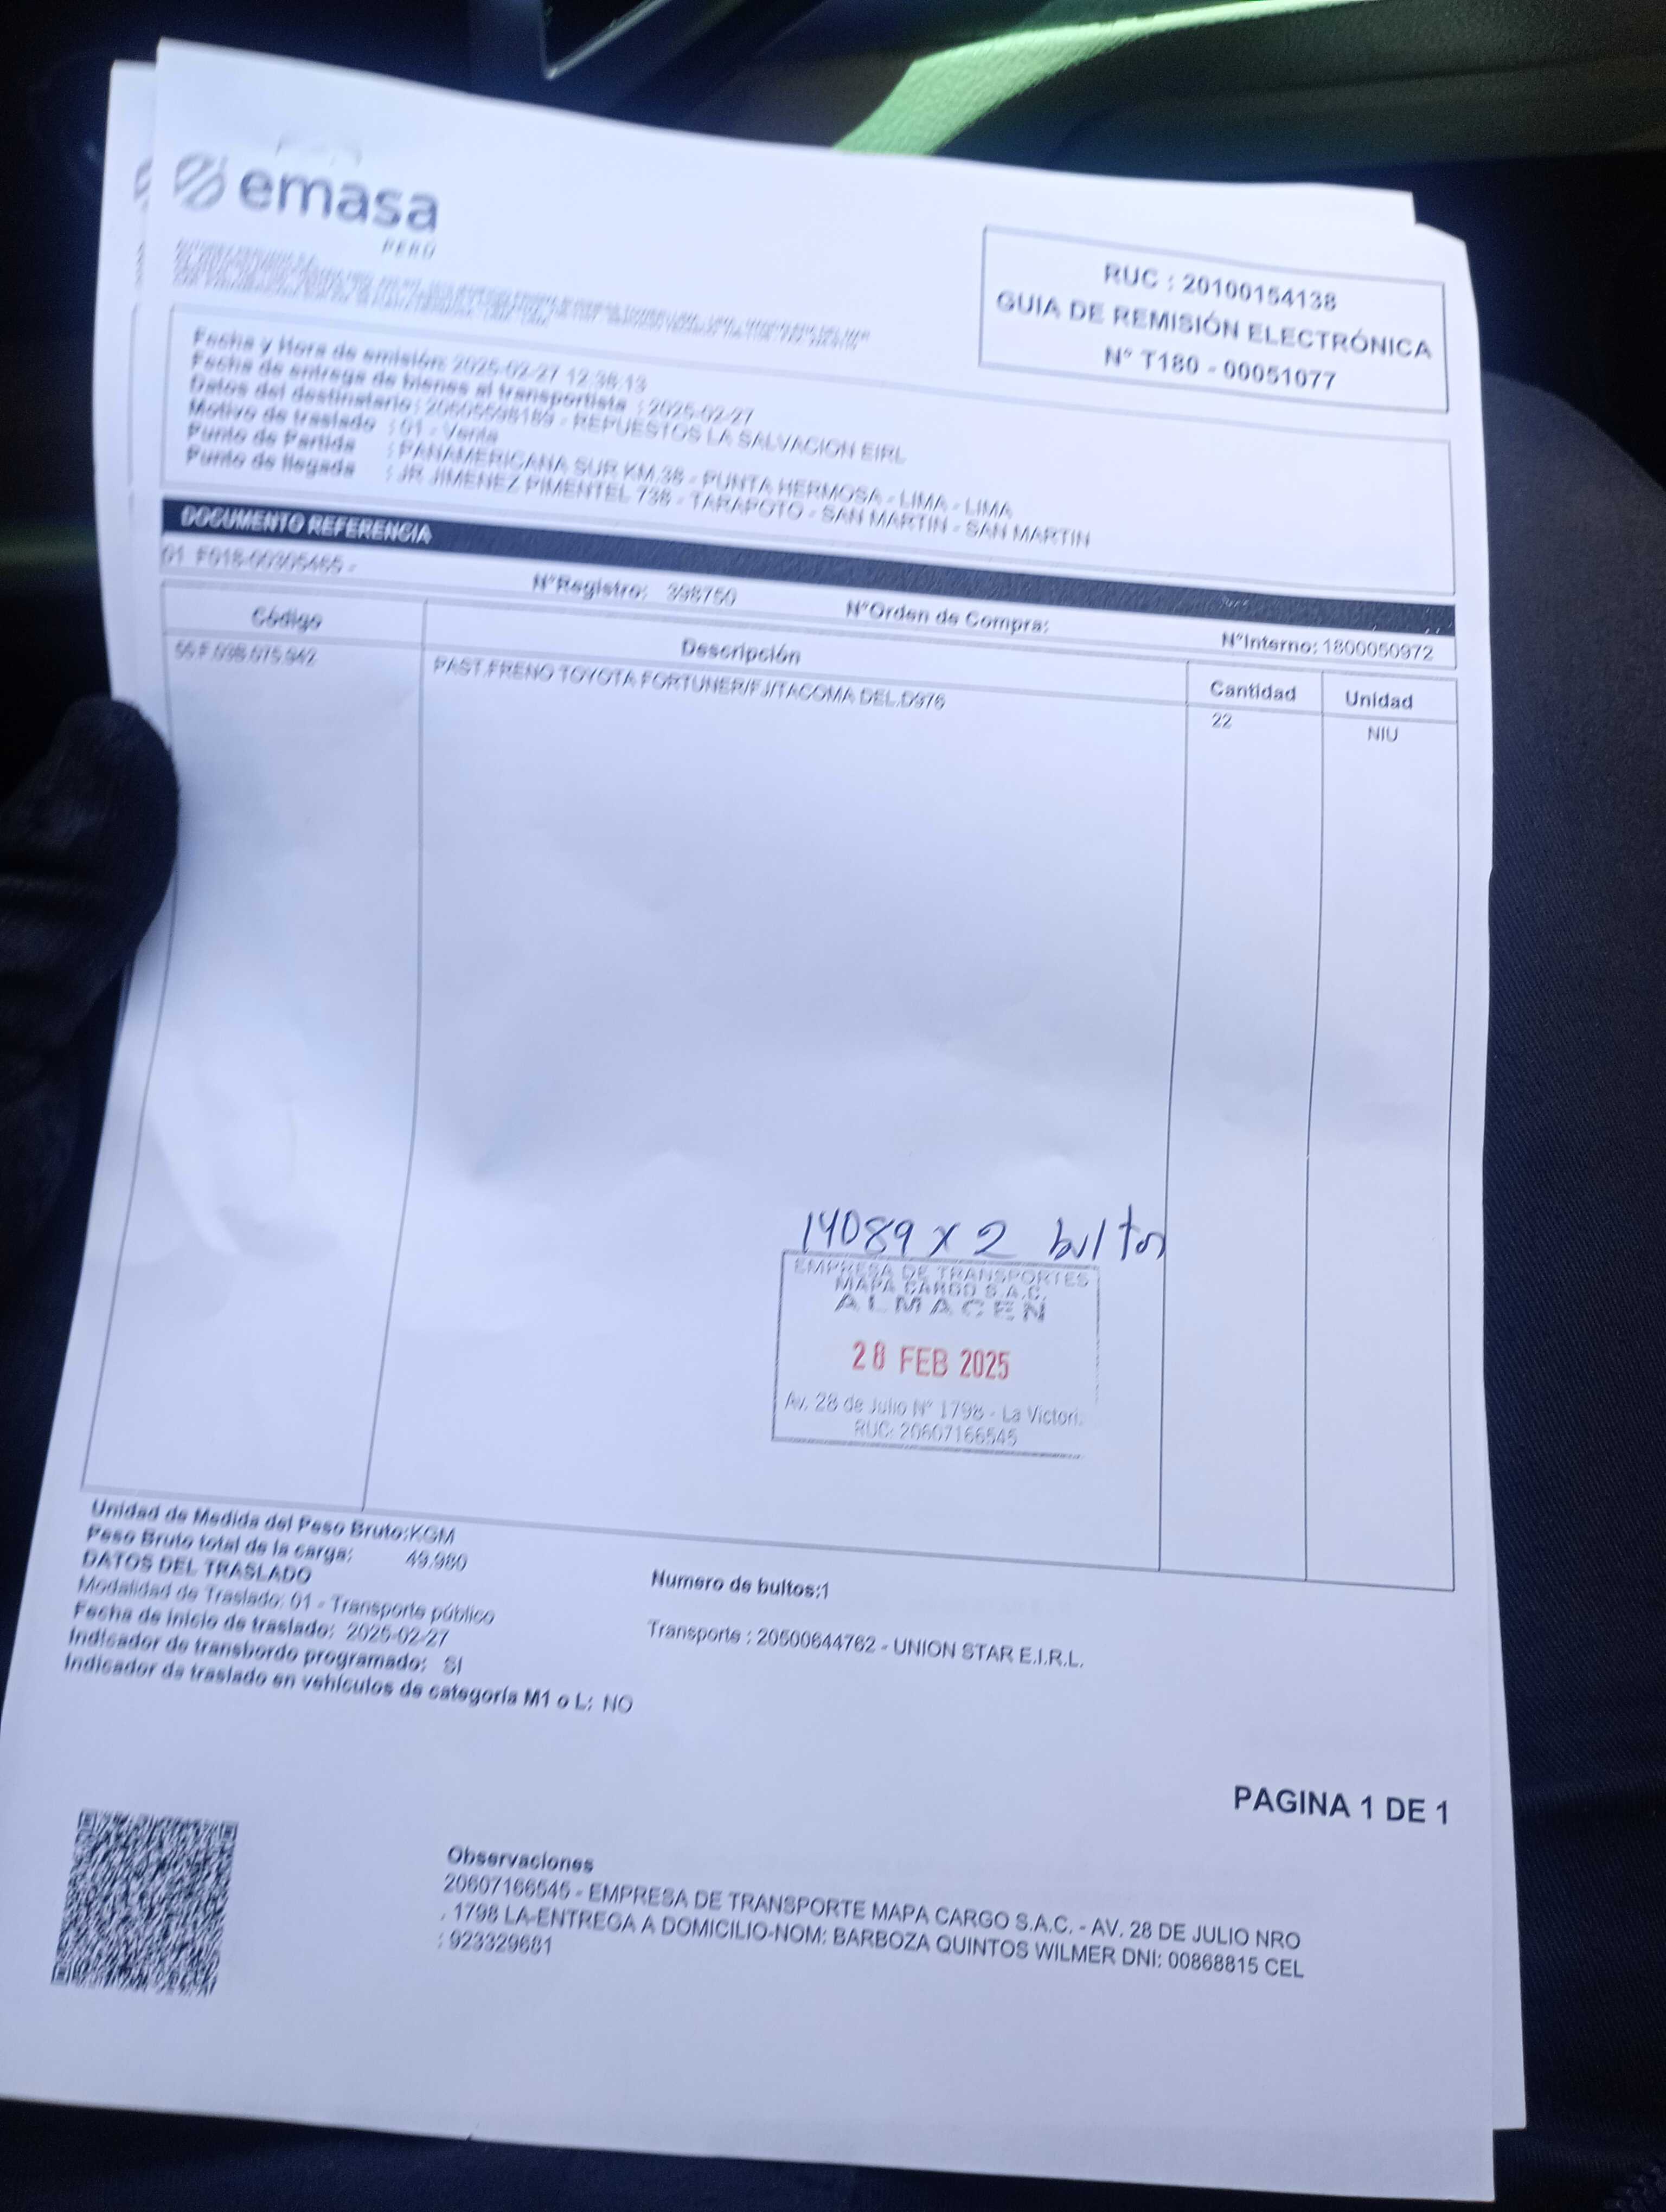 emasa
PERÚ
RUC : 20100154138
GUIA DE REMISIÓN ELECTRÓNICA
N° T180 - 00051077
Fecha y Hora de emisión: 2025-02-27 12:36:13
Fecha de entrega de bienes al transportista : 2025-02-27
Datos del destinatario : - REPUESTOS LA SALVACION EIRL
Motivo de traslado : 01 - Venta
Punto de Partida : PANAMERICANA SUR KM.38 - PUNTA HERMOSA - LIMA - LIMA
Punto de llegada : JR JIMENEZ PIMENTEL 738 - TARAPOTO - SAN MARTIN - SAN MARTIN
DOCUMENTO REFERENCIA
01 -
N°Registro: 398750 N°Orden de Compra: N°Interno: 1800050972
Código Descripción Cantidad Unidad
PAST.FRENO TOYOTA FORTUNER/FJ/TACOMA DEL.D976 22 NIU
14089 x 2 bultos
EMPRESA DE TRANSPORTES
MAPA CARGO S.A.C.
ALMACEN
28 FEB 2025
Av. 28 de Julio N° 1798 - La Victori.
RUC: 20607166545
Unidad de Medida del Peso Bruto:KGM
Peso Bruto total de la carga: 49.980 Numero de bultos:1
DATOS DEL TRASLADO
Modalidad de Traslado: 01 - Transporte público Transporte : 20500644762 - UNION STAR E.I.R.L.
Fecha de inicio de traslado: 2025-02-27
Indicador de transbordo programado: SI
Indicador de traslado en vehículos de categoría M1 o L: NO
PAGINA 1 DE 1
Observaciones
20607166545 - EMPRESA DE TRANSPORTE MAPA CARGO S.A.C. - AV. 28 DE JULIO NRO
. 1798 LA-ENTREGA A DOMICILIO-NOM: BARBOZA QUINTOS WILMER DNI: 00868815 CEL
: 923329681